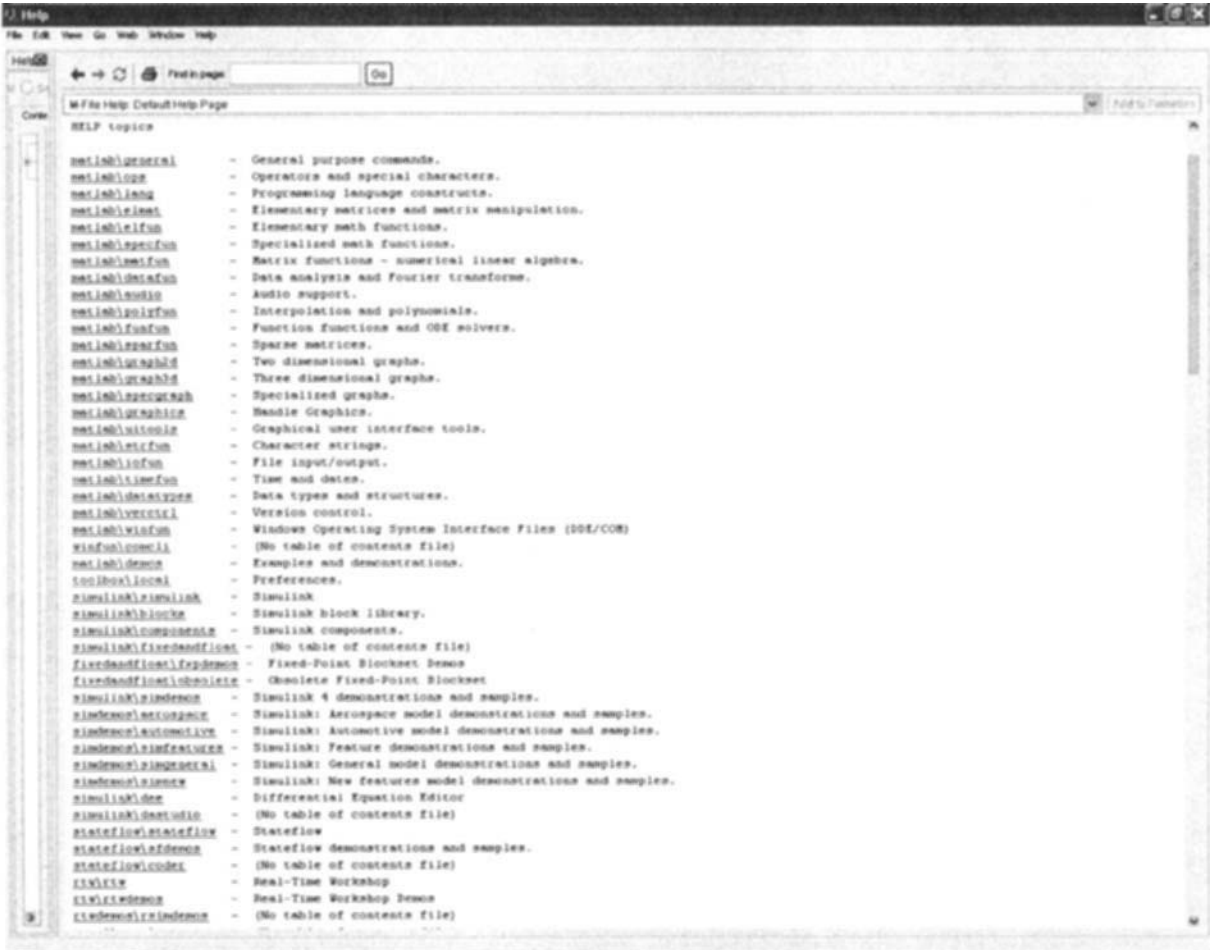 Help
File Edit View Go Web Window Help
Find in page: Go
M-File Help: Default Help Page Add to Favorites
HELP topics
matlab\general - General purpose commands.
matlab\ops - Operators and special characters.
matlab\lang - Programming language constructs.
matlab\elmat - Elementary matrices and matrix manipulation.
matlab\elfun - Elementary math functions.
matlab\specfun - Specialized math functions.
matlab\matfun - Matrix functions - numerical linear algebra.
matlab\datafun - Data analysis and Fourier transforms.
matlab\audio - Audio support.
matlab\polyfun - Interpolation and polynomials.
matlab\funfun - Function functions and ODE solvers.
matlab\sparfun - Sparse matrices.
matlab\graph2d - Two dimensional graphs.
matlab\graph3d - Three dimensional graphs.
matlab\specgraph - Specialized graphs.
matlab\graphics - Handle Graphics.
matlab\uitools - Graphical user interface tools.
matlab\strfun - Character strings.
matlab\iofun - File input/output.
matlab\timefun - Time and dates.
matlab\datatypes - Data types and structures.
matlab\verctrl - Version control.
matlab\winfun - Windows Operating System Interface Files (DDE/COM)
winfun\comcli - (No table of contents file)
matlab\demos - Examples and demonstrations.
toolbox\local - Preferences.
simulink\simulink - Simulink
simulink\blocks - Simulink block library.
simulink\components - Simulink components.
simulink\fixedandfloat - (No table of contents file)
fixedandfloat\fxpdemos - Fixed-Point Blockset Demos
fixedandfloat\obsolete - Obsolete Fixed-Point Blockset
simulink\simdemos - Simulink 4 demonstrations and samples.
simdemos\aerospace - Simulink: Aerospace model demonstrations and samples.
simdemos\automotive - Simulink: Automotive model demonstrations and samples.
simdemos\simfeatures - Simulink: Feature demonstrations and samples.
simdemos\simgeneral - Simulink: General model demonstrations and samples.
simdemos\simnew - Simulink: New features model demonstrations and samples.
simulink\dee - Differential Equation Editor
simulink\dastudio - (No table of contents file)
stateflow\stateflow - Stateflow
stateflow\sfdemos - Stateflow demonstrations and samples.
stateflow\coder - (No table of contents file)
rtw\rtw - Real-Time Workshop
rtw\rtwdemos - Real-Time Workshop Demos
rtwdemos\rsimdemos - (No table of contents file)